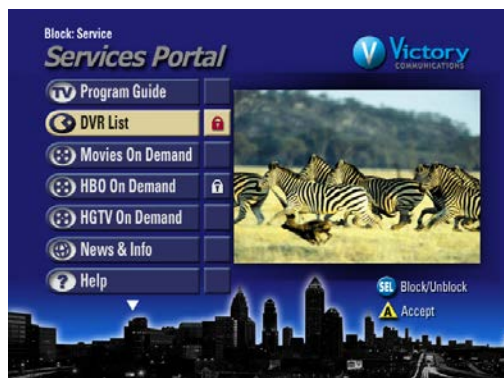 Block: Service
Services Portal
V Victory
COMMUNICATIONS
TV Program Guide
DVR List
Movies On Demand
HBO On Demand
HGTV On Demand
News & Info
? Help
SEL Block/Unblock
A Accept